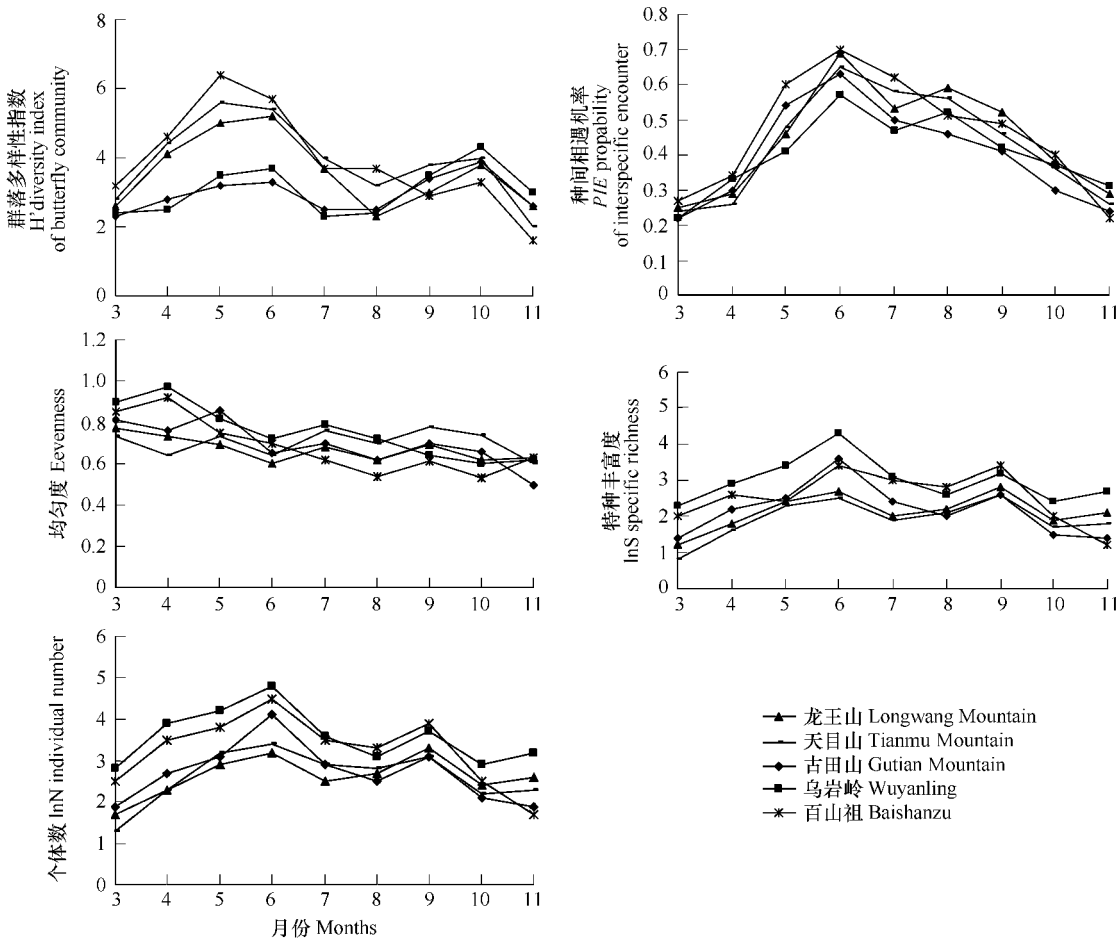 群落多样性指数
H'diversity index
of butterfly community
8
6
4
2
0
3 4 5 6 7 8 9 10 11
种间相遇机率
PIE propability
of interspecific encounter
0.8
0.7
0.6
0.5
0.4
0.3
0.2
0.1
0
3 4 5 6 7 8 9 10 11
均匀度 Eevenness
1.2
1.0
0.8
0.6
0.4
0.2
0
3 4 5 6 7 8 9 10 11
特种丰富度
lnS specific richness
6
5
4
3
2
1
0
3 4 5 6 7 8 9 10 11
个体数 lnN individual number
6
5
4
3
2
1
0
3 4 5 6 7 8 9 10 11
月份 Months
龙王山 Longwang Mountain
天目山 Tianmu Mountain
古田山 Gutian Mountain
乌岩岭 Wuyanling
百山祖 Baishanzu